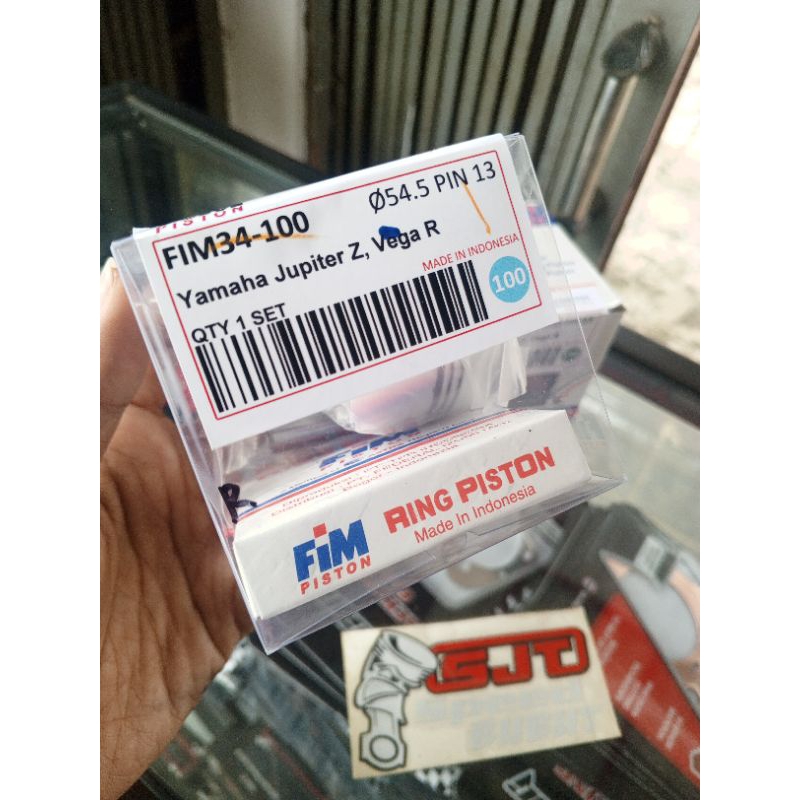 PISTON
FIM34-100
Ø54.5 PIN 13
Yamaha Jupiter Z, Vega R
MADE IN INDONESIA
QTY 1 SET
100
FIM
R
FIM
PISTON
RING PISTON
Made In Indonesia
SJT